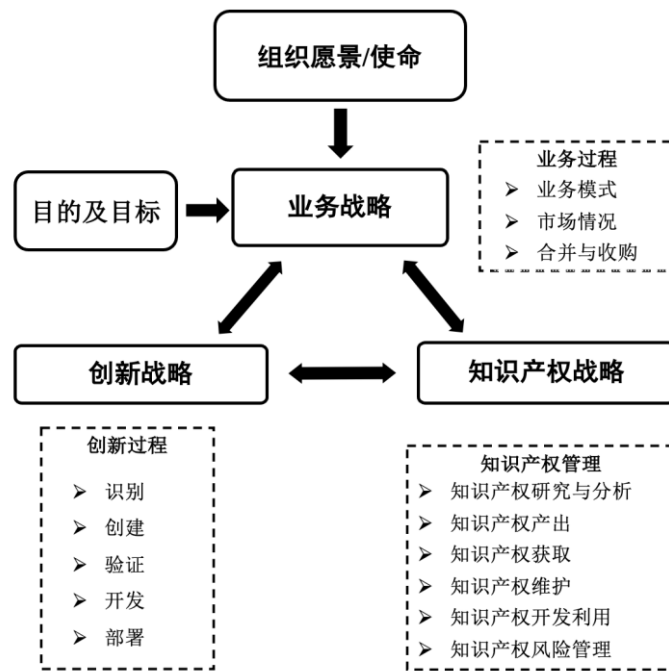 组织愿景/使命
目的及目标
业务战略
业务过程
➢ 业务模式
➢ 市场情况
➢ 合并与收购
创新战略
知识产权战略
创新过程
➢ 识别
➢ 创建
➢ 验证
➢ 开发
➢ 部署
知识产权管理
➢ 知识产权研究与分析
➢ 知识产权产出
➢ 知识产权获取
➢ 知识产权维护
➢ 知识产权开发利用
➢ 知识产权风险管理